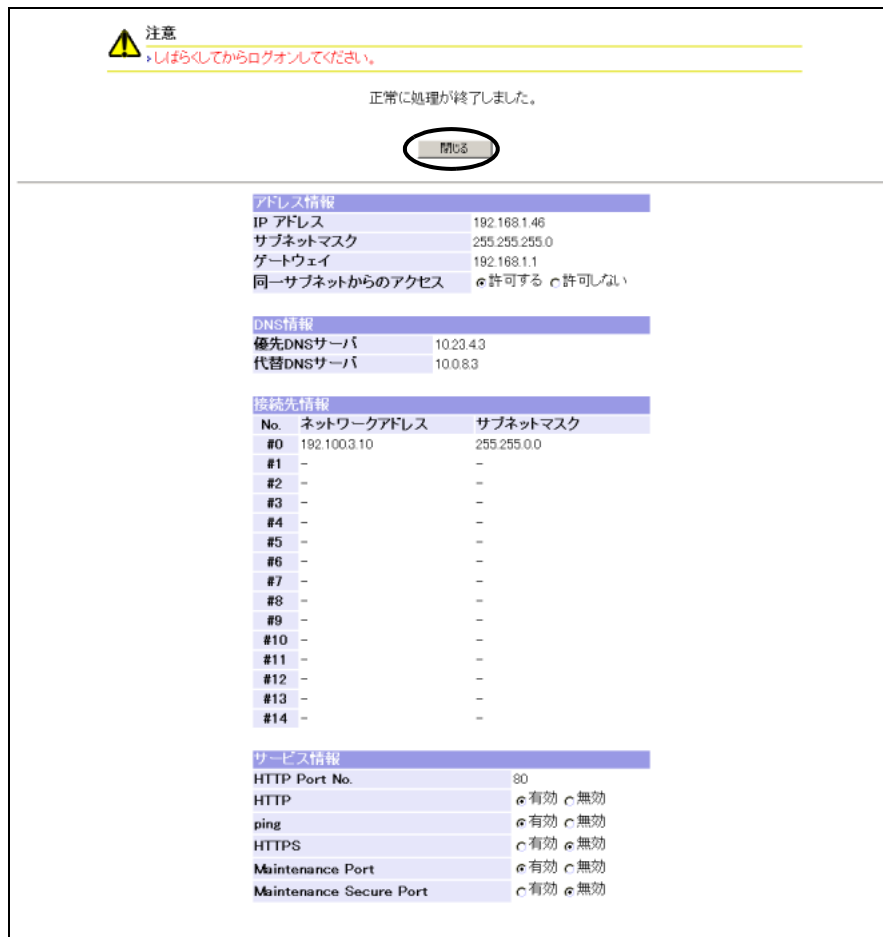 注意
しばらくしてからログオンしてください。
正常に処理が終了しました。
閉じる
アドレス情報
IP アドレス 192.168.1.46
サブネットマスク 255.255.255.0
ゲートウェイ 192.168.1.1
同一サブネットからのアクセス 許可する 許可しない
DNS情報
優先DNSサーバ 10.23.4.3
代替DNSサーバ 10.0.8.3
接続先情報
No. ネットワークアドレス サブネットマスク
#0 192.100.3.10 255.255.0.0
#1 - -
#2 - -
#3 - -
#4 - -
#5 - -
#6 - -
#7 - -
#8 - -
#9 - -
#10 - -
#11 - -
#12 - -
#13 - -
#14 - -
サービス情報
HTTP Port No. 80
HTTP 有効 無効
ping 有効 無効
HTTPS 有効 無効
Maintenance Port 有効 無効
Maintenance Secure Port 有効 無効